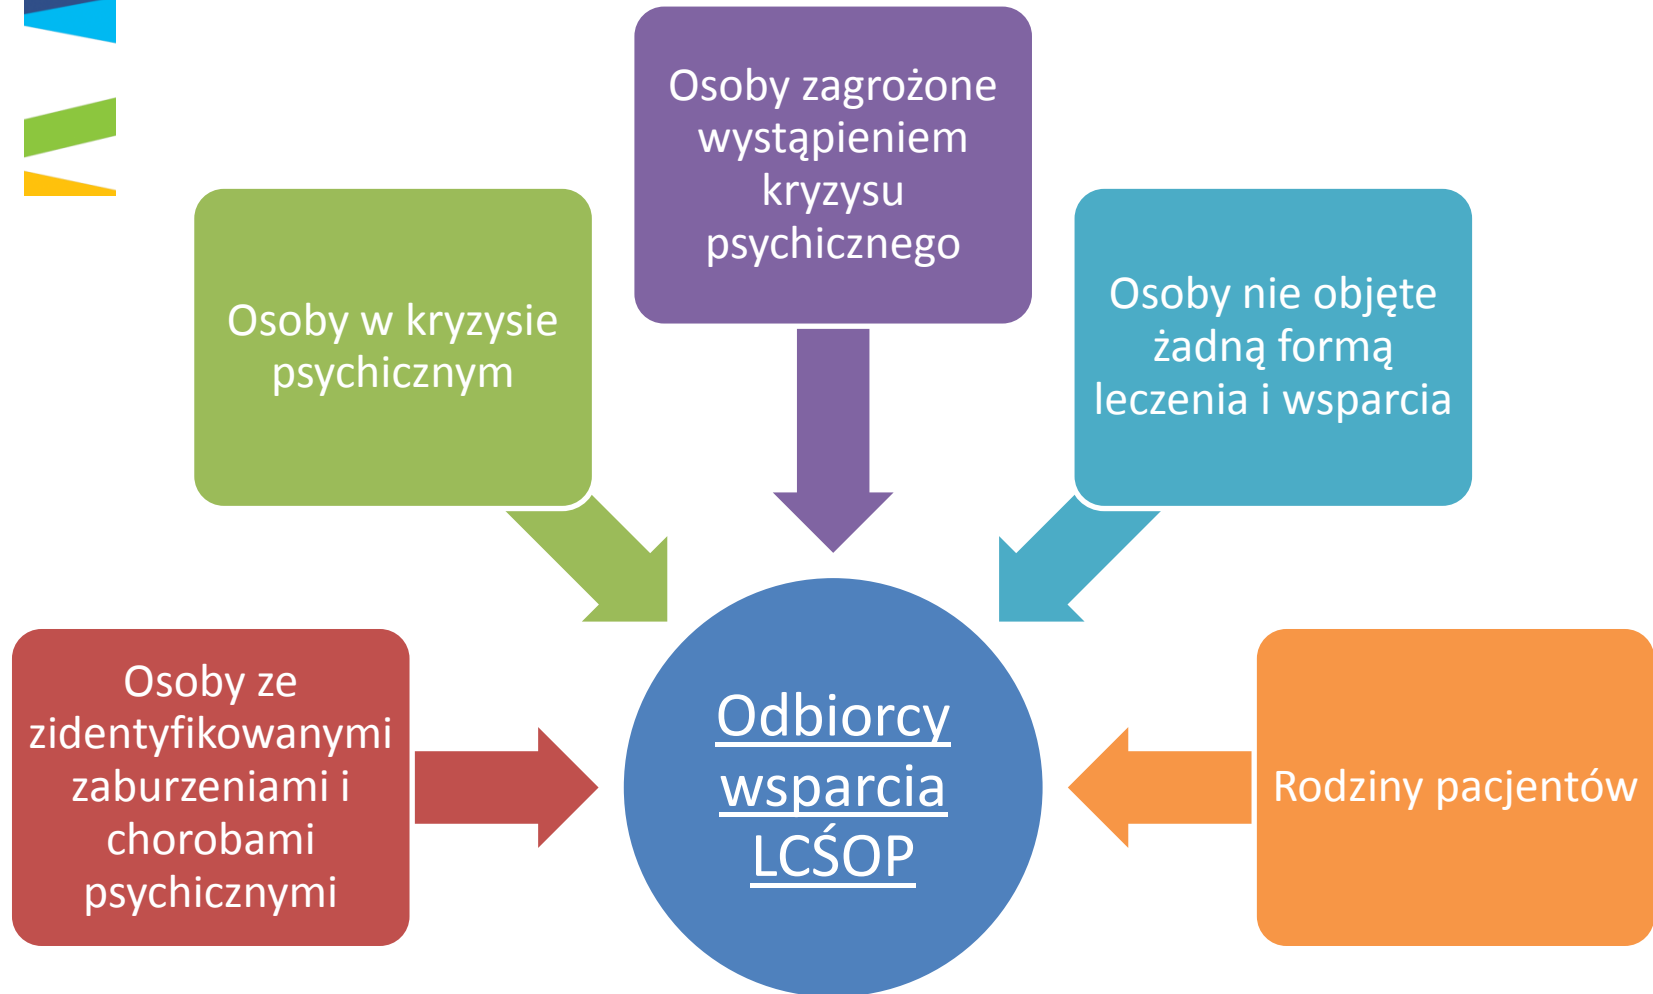 Osoby zagrożone
wystąpieniem
kryzysu
psychicznego
Osoby w kryzysie
psychicznym
Osoby nie objęte
żadną formą
leczenia i wsparcia
Osoby ze
zidentyfikowanymi
zaburzeniami i
chorobami
psychicznymi
Odbiorcy
wsparcia
LCŚOP
Rodziny pacjentów